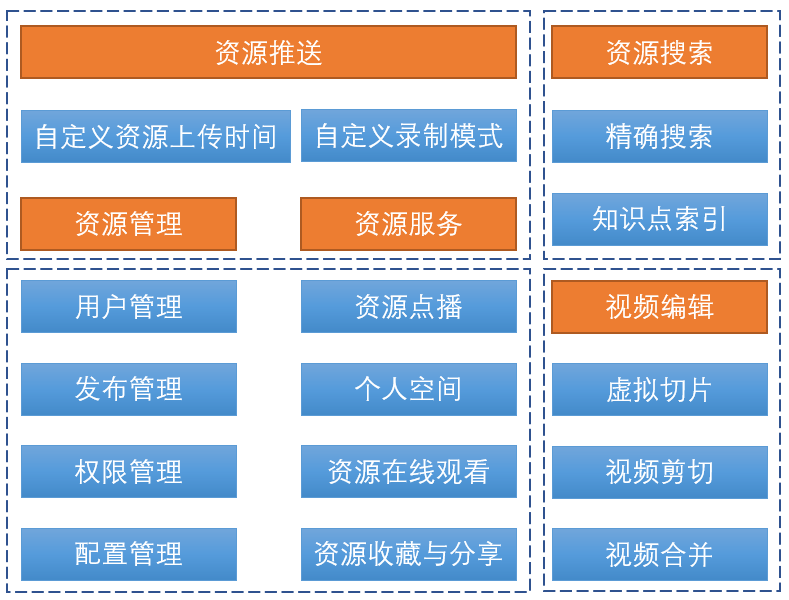 资源推送
自定义资源上传时间
自定义录制模式
资源管理
资源服务
资源搜索
精确搜索
知识点索引
用户管理
资源点播
发布管理
个人空间
权限管理
资源在线观看
配置管理
资源收藏与分享
视频编辑
虚拟切片
视频剪切
视频合并